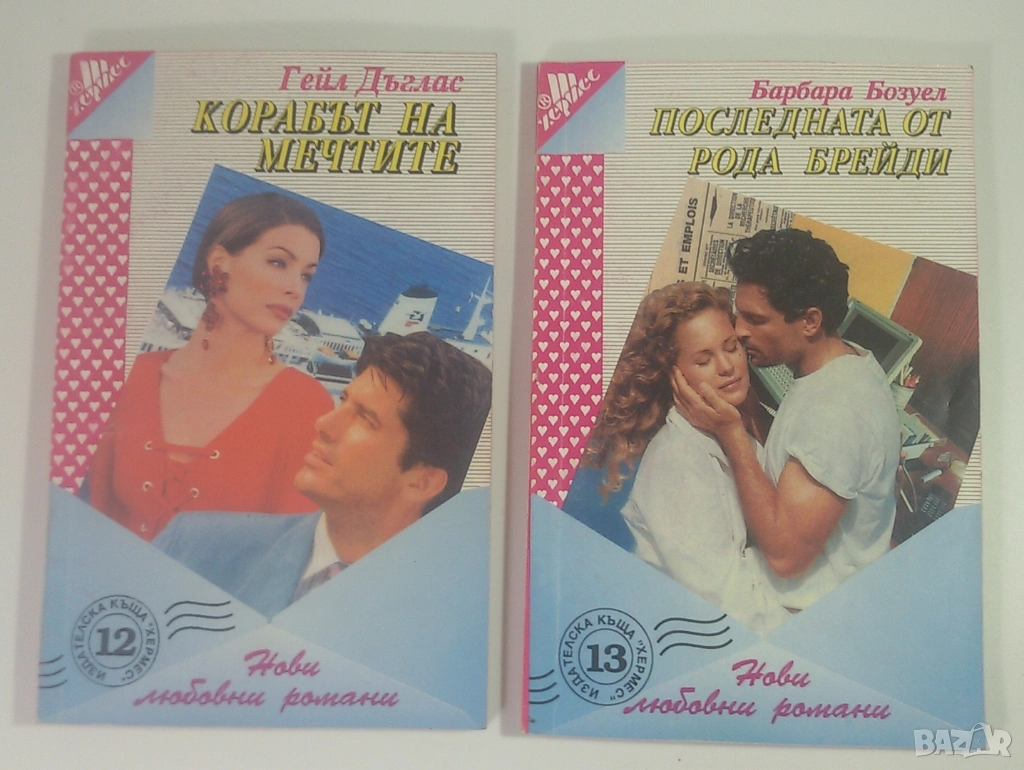 Хермес
Гейл Дъглас
КОРАБЪТ НА
МЕЧТИТЕ
ИЗДАТЕЛСКА КЪЩА "ХЕРМЕС"
12
Нови
любовни романи
Хермес
Барбара Бозуел
ПОСЛЕДНАТА ОТ
РОДА БРЕЙДИ
ET EMPLOIS
ИЗДАТЕЛСКА КЪЩА "ХЕРМЕС"
13
Нови
любовни романи
BAZAR